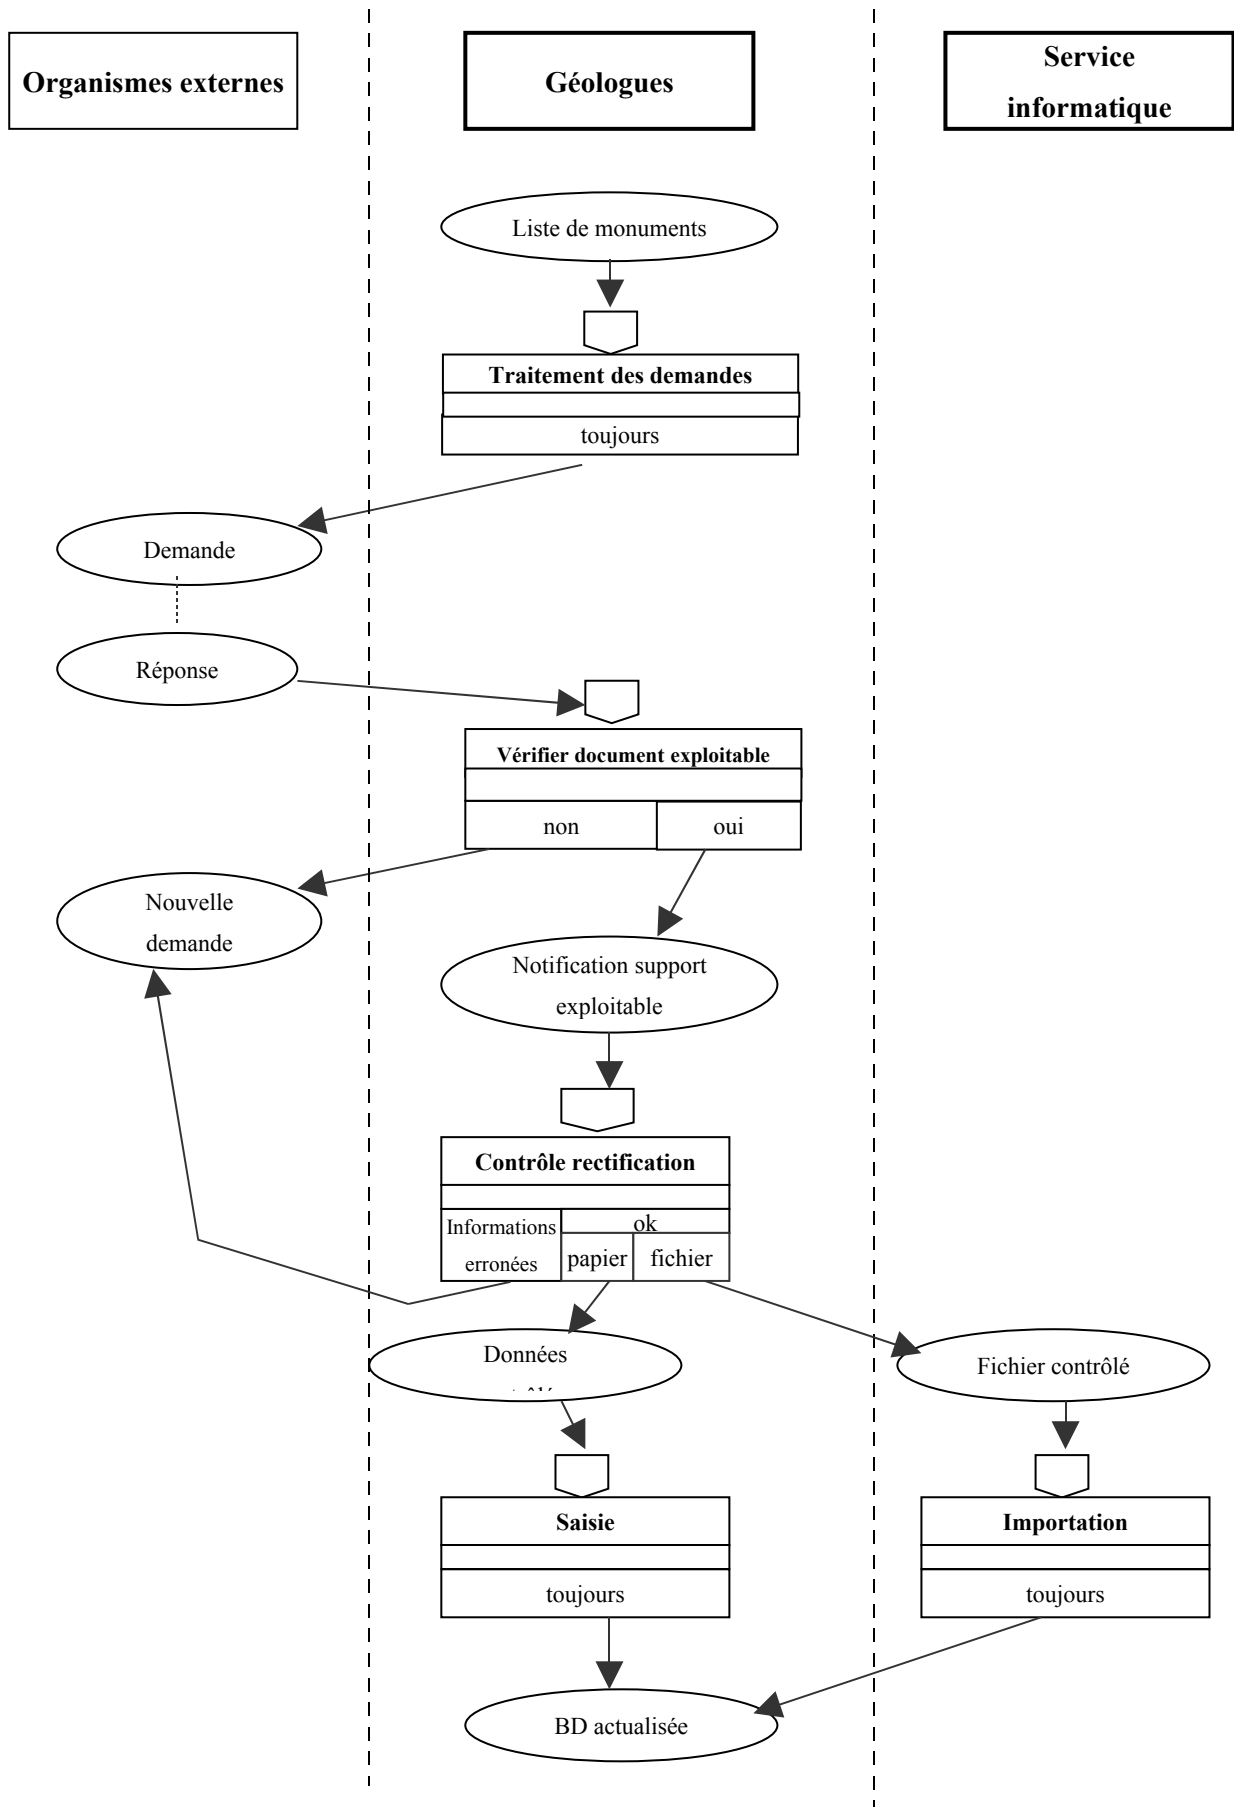 Organismes externes
Géologues
Service
informatique
Liste de monuments
Traitement des demandes
toujours
Demande
Réponse
Vérifier document exploitable
non
oui
Nouvelle
demande
Notification support
exploitable
Contrôle rectification
Informations
erronées
ok
papier
fichier
Données
Fichier contrôlé
Saisie
toujours
Importation
toujours
BD actualisée